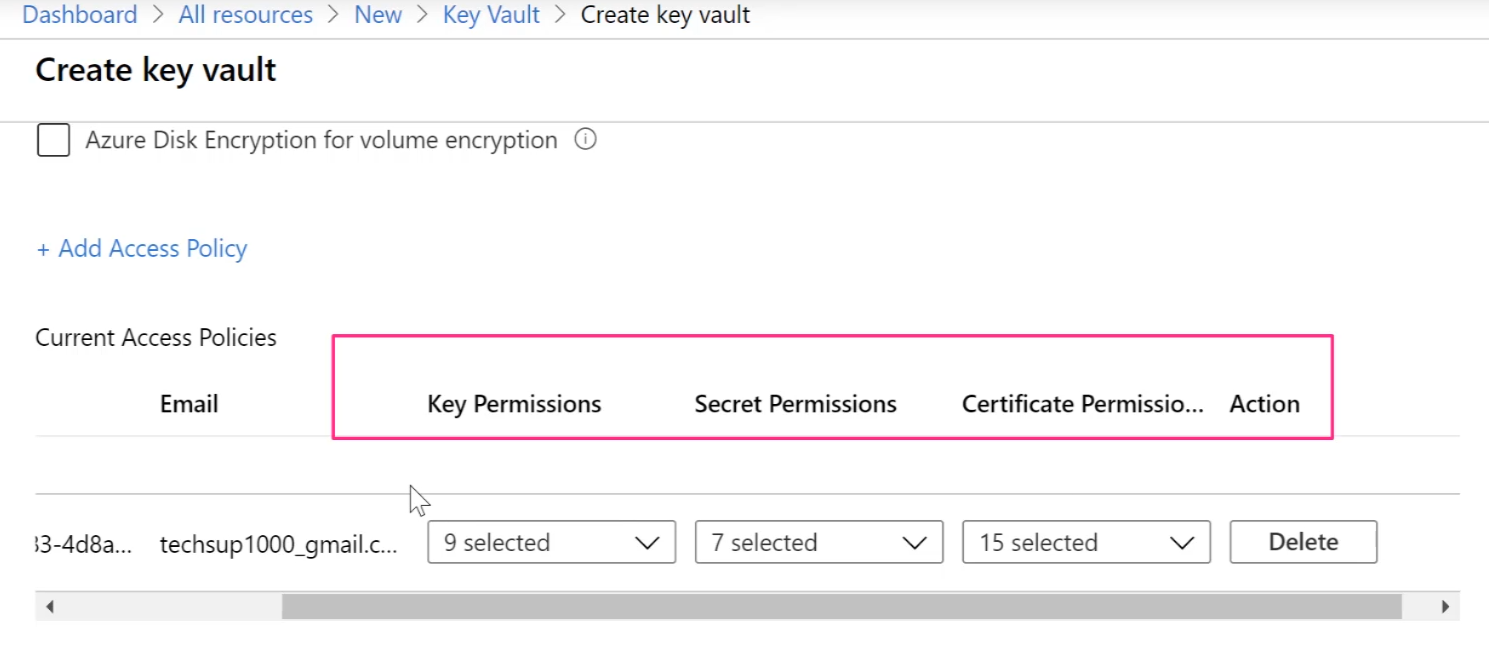 Dashboard > All resources > New > Key Vault > Create key vault
Create key vault
Azure Disk Encryption for volume encryption
+ Add Access Policy
Current Access Policies
Email Key Permissions Secret Permissions Certificate Permissio... Action
33-4d8a... techsup1000_gmail.c... 9 selected 7 selected 15 selected Delete